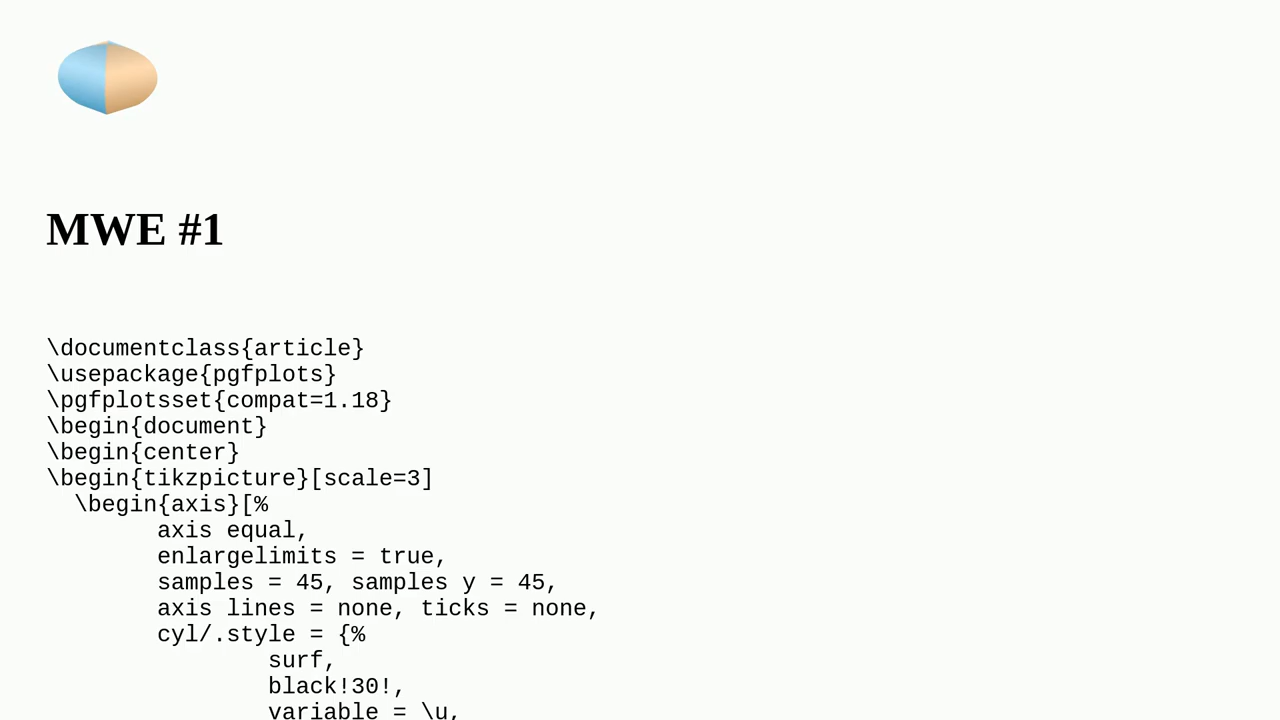 MWE #1
\documentclass{article}
\usepackage{pgfplots}
\pgfplotsset{compat=1.18}
\begin{document}
\begin{center}
\begin{tikzpicture}[scale=3]
  \begin{axis}[%
        axis equal,
        enlargelimits = true,
        samples = 45, samples y = 45,
        axis lines = none, ticks = none,
        cyl/.style = {%
                surf,
                black!30!,
                variable = \u,